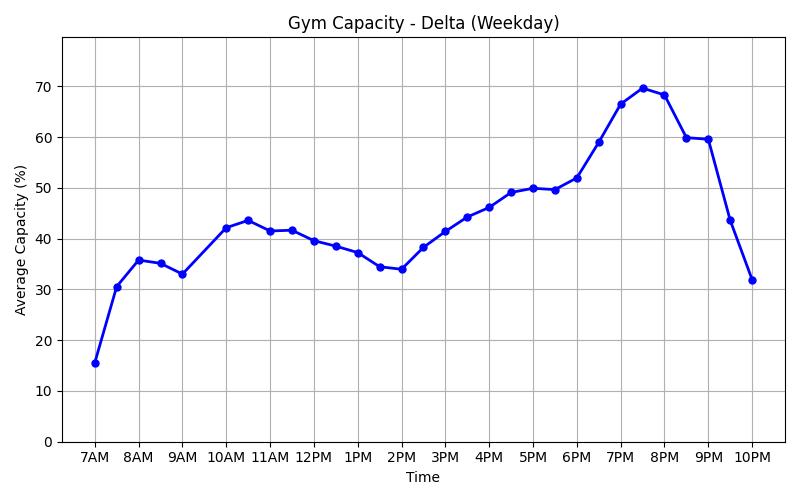 Gym Capacity - Delta (Weekday)
Average Capacity (%)
70
60
50
40
30
20
10
0
7AM 8AM 9AM 10AM 11AM 12PM 1PM 2PM 3PM 4PM 5PM 6PM 7PM 8PM 9PM 10PM
Time